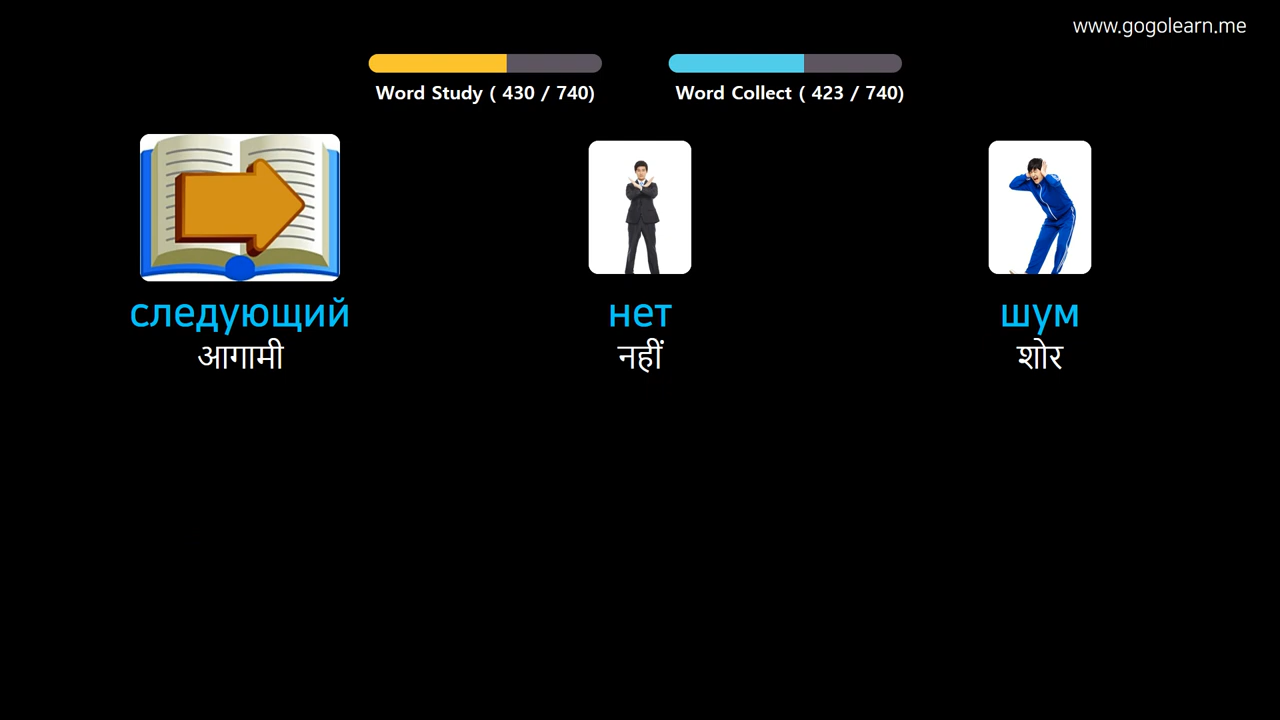 www.gogolearn.me
Word Study ( 430 / 740)
Word Collect ( 423 / 740)
следующий
нет
шум
आगामी
नहीं
शोर